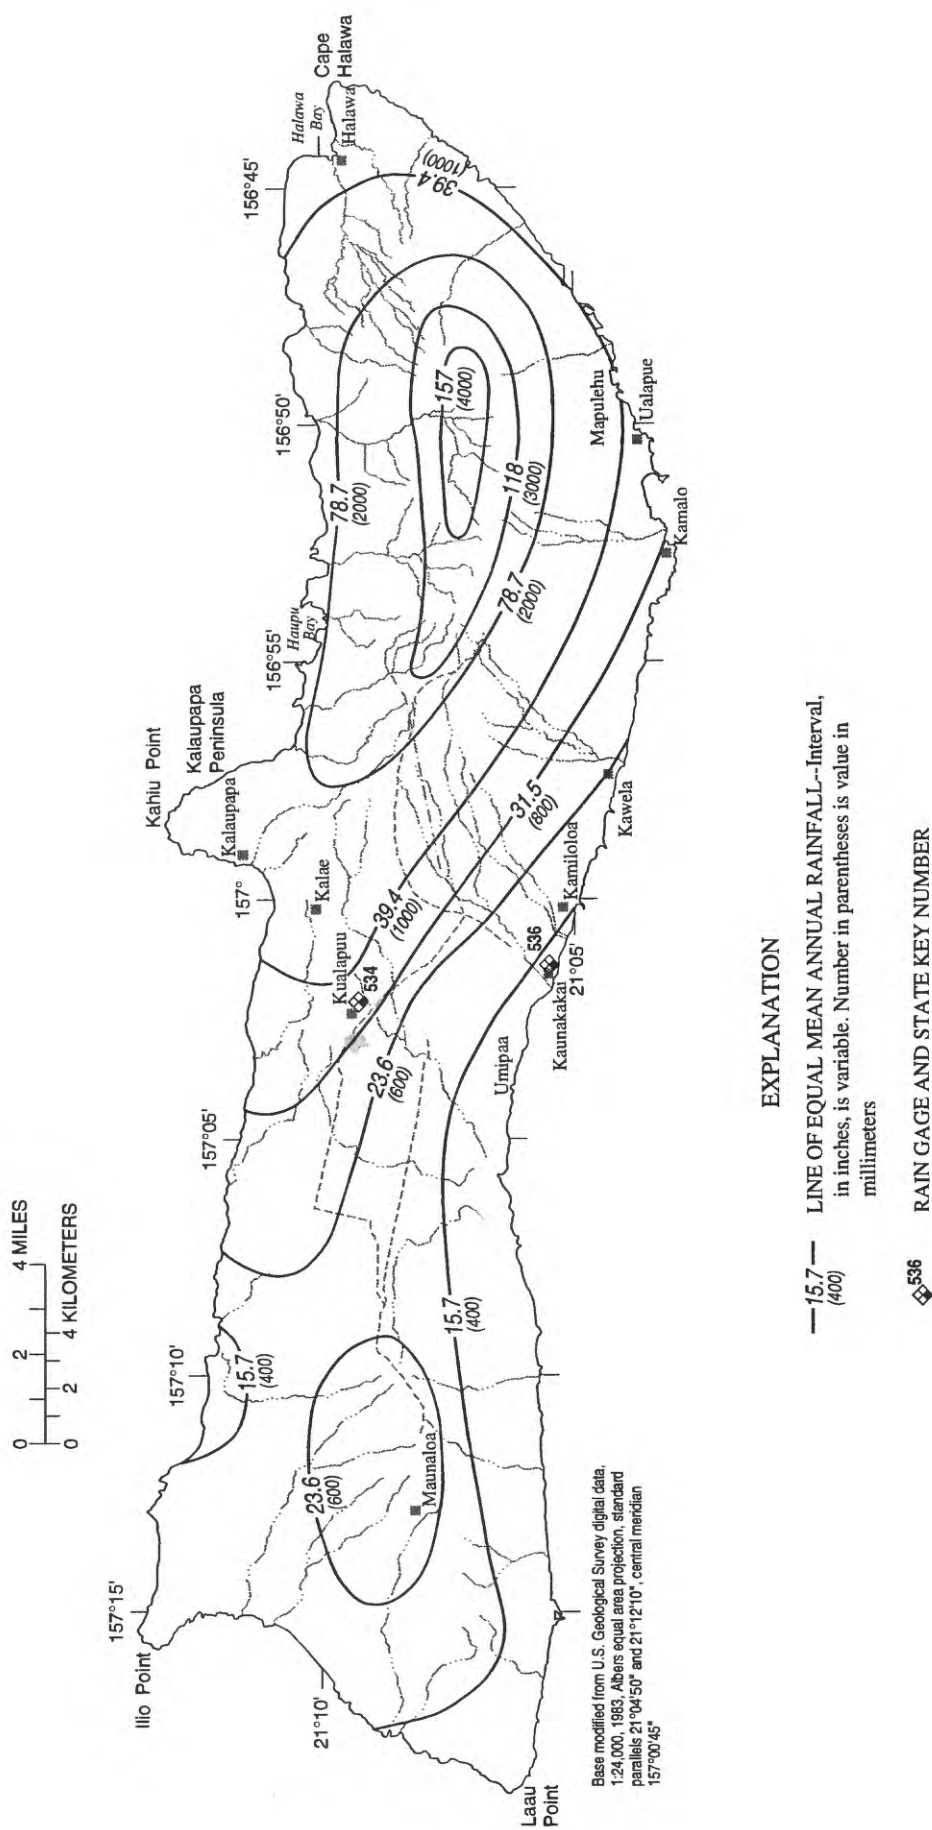 0 2 4 MILES
0 2 4 KILOMETERS
Ilio Point
157°15'
157°10'
157°05'
157°
Kahiu Point
Kalaupapa
Peninsula
Kalaupapa
156°55'
Haupu
Bay
156°50'
156°45'
Halawa
Bay
Cape
Halawa
Halawa
15.7
(400)
23.6
(600)
Maunaloa
15.7
(400)
23.6
(600)
Kualapuu
534
Kalae
39.4
(1000)
31.5
(800)
78.7
(2000)
78.7
(2000)
118
(3000)
157
(4000)
39.4
(1000)
21°10'
Laau
Point
Umipaa
Kaunakakai
536
21°05'
Kamiloloa
Kawela
Kamalo
Ualapue
Mapulehu
Base modified from U.S. Geological Survey digital data,
1:24,000, 1983, Albers equal area projection, standard
parallels 21°04'50" and 21°12'10", central meridian
157°00'45"
EXPLANATION
15.7
(400)
LINE OF EQUAL MEAN ANNUAL RAINFALL--Interval,
in inches, is variable. Number in parentheses is value in
millimeters
536
RAIN GAGE AND STATE KEY NUMBER